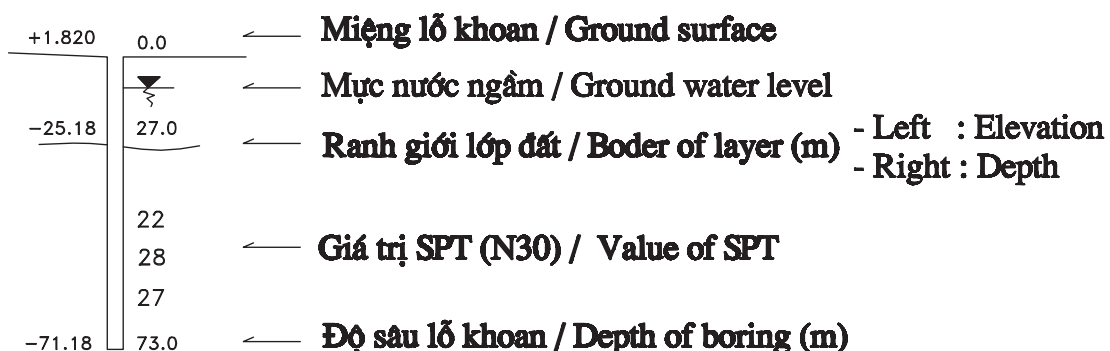 +1.820 0.0 Miệng lỗ khoan / Ground surface
Mực nước ngầm / Ground water level
-25.18 27.0 Ranh giới lớp đất / Boder of layer (m) - Left : Elevation
- Right : Depth
22
Giá trị SPT (N30) / Value of SPT
28
27
-71.18 73.0 Độ sâu lỗ khoan / Depth of boring (m)